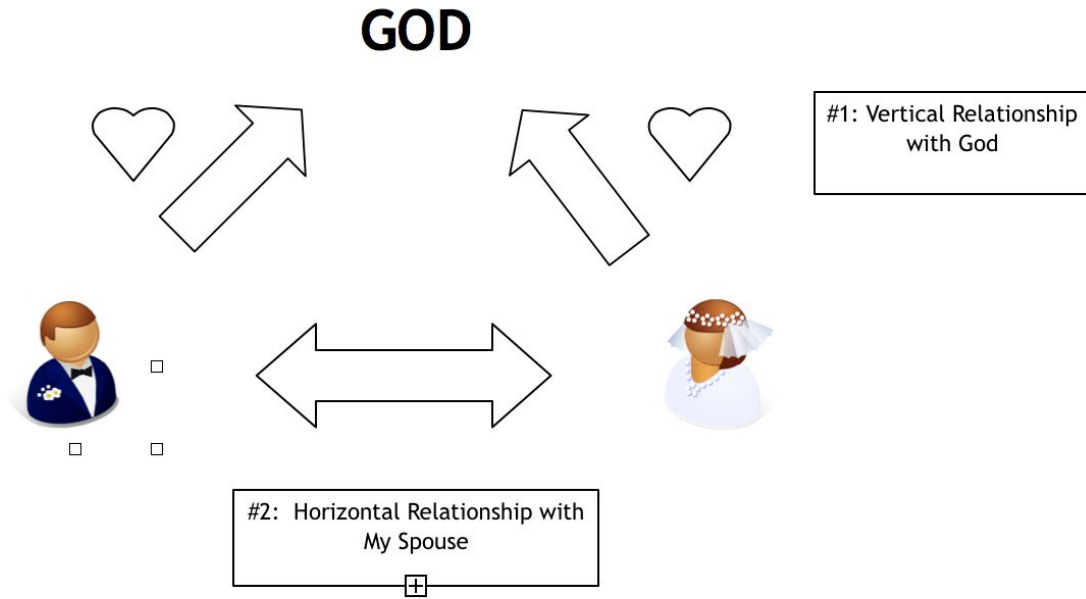 GOD
#1: Vertical Relationship
with God
#2:  Horizontal Relationship with
My Spouse